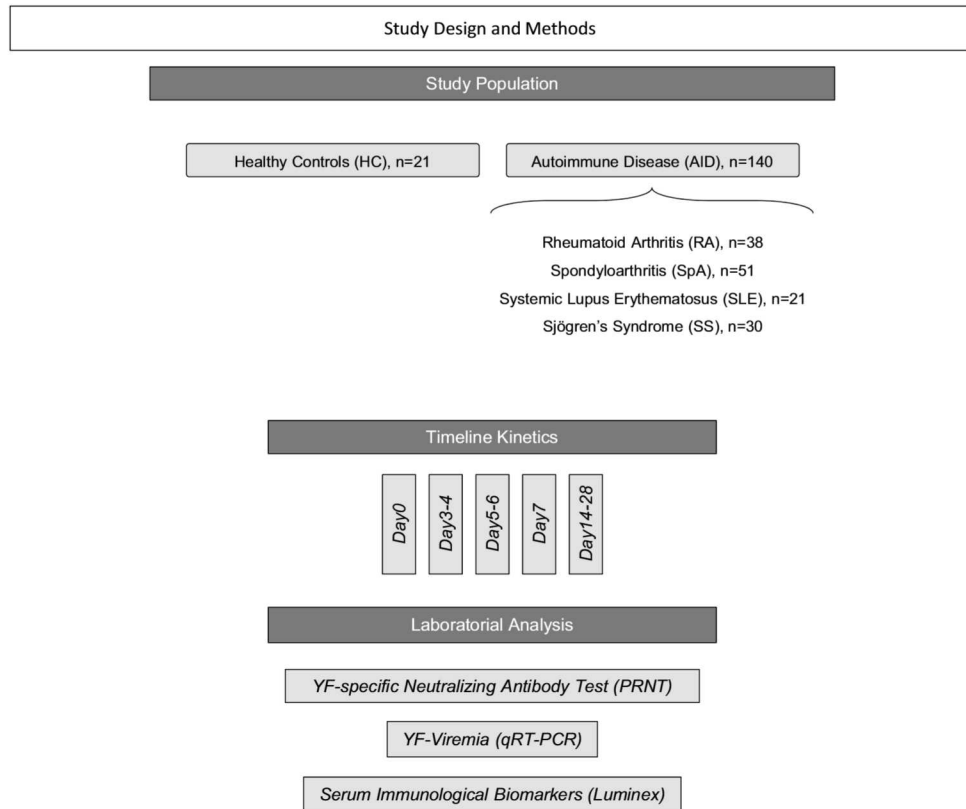 Study Design and Methods
Study Population
Healthy Controls (HC), n=21
Autoimmune Disease (AID), n=140
Rheumatoid Arthritis (RA), n=38
Spondyloarthritis (SpA), n=51
Systemic Lupus Erythematosus (SLE), n=21
Sjögren's Syndrome (SS), n=30
Timeline Kinetics
Day0
Day3-4
Day5-6
Day7
Day14-28
Laboratorial Analysis
YF-specific Neutralizing Antibody Test (PRNT)
YF-Viremia (qRT-PCR)
Serum Immunological Biomarkers (Luminex)